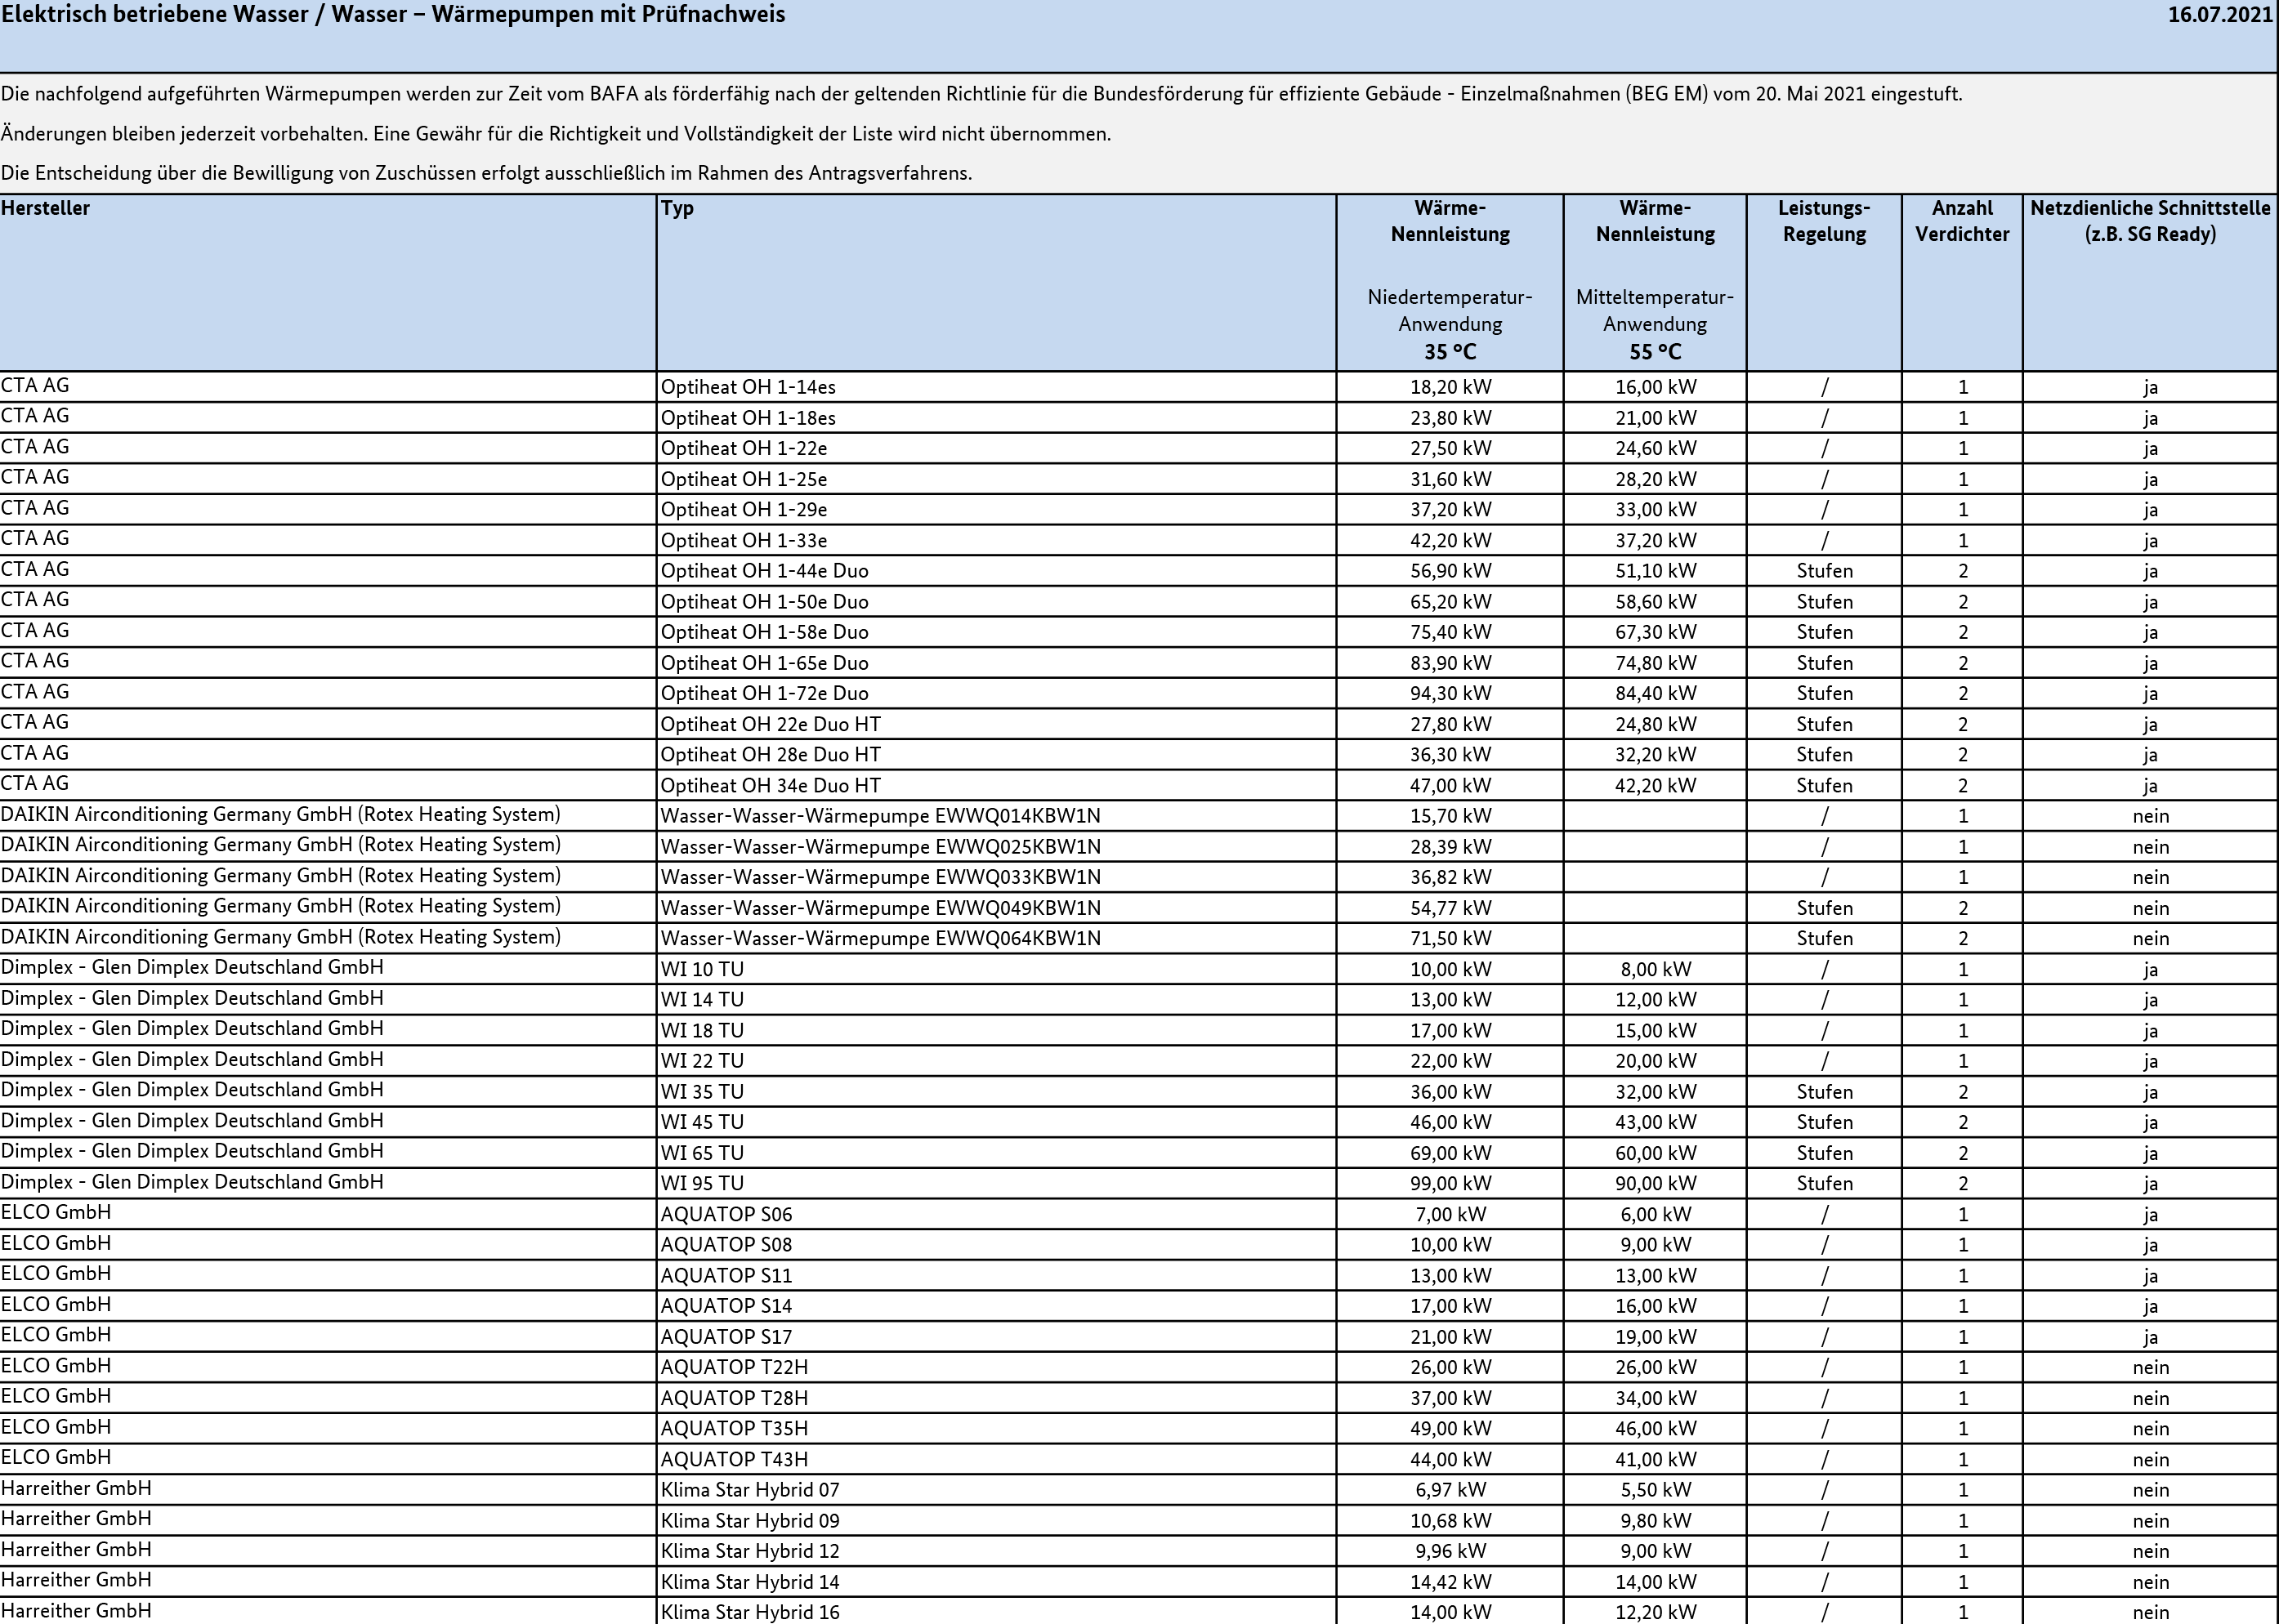 Elektrisch betriebene Wasser / Wasser – Wärmepumpen mit Prüfnachweis 16.07.2021
Die nachfolgend aufgeführten Wärmepumpen werden zur Zeit vom BAFA als förderfähig nach der geltenden Richtlinie für die Bundesförderung für effiziente Gebäude - Einzelmaßnahmen (BEG EM) vom 20. Mai 2021 eingestuft.
Änderungen bleiben jederzeit vorbehalten. Eine Gewähr für die Richtigkeit und Vollständigkeit der Liste wird nicht übernommen.
Die Entscheidung über die Bewilligung von Zuschüssen erfolgt ausschließlich im Rahmen des Antragsverfahrens.
Hersteller Typ Wärme- Wärme- Leistungs- Anzahl Netzdienliche Schnittstelle
Nennleistung Nennleistung Regelung Verdichter (z.B. SG Ready)
Niedertemperatur- Mitteltemperatur-
Anwendung Anwendung
35 °C 55 °C
CTA AG Optiheat OH 1-14es 18,20 kW 16,00 kW / 1 ja
CTA AG Optiheat OH 1-18es 23,80 kW 21,00 kW / 1 ja
CTA AG Optiheat OH 1-22e 27,50 kW 24,60 kW / 1 ja
CTA AG Optiheat OH 1-25e 31,60 kW 28,20 kW / 1 ja
CTA AG Optiheat OH 1-29e 37,20 kW 33,00 kW / 1 ja
CTA AG Optiheat OH 1-33e 42,20 kW 37,20 kW / 1 ja
CTA AG Optiheat OH 1-44e Duo 56,90 kW 51,10 kW Stufen 2 ja
CTA AG Optiheat OH 1-50e Duo 65,20 kW 58,60 kW Stufen 2 ja
CTA AG Optiheat OH 1-58e Duo 75,40 kW 67,30 kW Stufen 2 ja
CTA AG Optiheat OH 1-65e Duo 83,90 kW 74,80 kW Stufen 2 ja
CTA AG Optiheat OH 1-72e Duo 94,30 kW 84,40 kW Stufen 2 ja
CTA AG Optiheat OH 22e Duo HT 27,80 kW 24,80 kW Stufen 2 ja
CTA AG Optiheat OH 28e Duo HT 36,30 kW 32,20 kW Stufen 2 ja
CTA AG Optiheat OH 34e Duo HT 47,00 kW 42,20 kW Stufen 2 ja
DAIKIN Airconditioning Germany GmbH (Rotex Heating System) Wasser-Wasser-Wärmepumpe EWWQ014KBW1N 15,70 kW / 1 nein
DAIKIN Airconditioning Germany GmbH (Rotex Heating System) Wasser-Wasser-Wärmepumpe EWWQ025KBW1N 28,39 kW / 1 nein
DAIKIN Airconditioning Germany GmbH (Rotex Heating System) Wasser-Wasser-Wärmepumpe EWWQ033KBW1N 36,82 kW / 1 nein
DAIKIN Airconditioning Germany GmbH (Rotex Heating System) Wasser-Wasser-Wärmepumpe EWWQ049KBW1N 54,77 kW Stufen 2 nein
DAIKIN Airconditioning Germany GmbH (Rotex Heating System) Wasser-Wasser-Wärmepumpe EWWQ064KBW1N 71,50 kW Stufen 2 nein
Dimplex - Glen Dimplex Deutschland GmbH WI 10 TU 10,00 kW 8,00 kW / 1 ja
Dimplex - Glen Dimplex Deutschland GmbH WI 14 TU 13,00 kW 12,00 kW / 1 ja
Dimplex - Glen Dimplex Deutschland GmbH WI 18 TU 17,00 kW 15,00 kW / 1 ja
Dimplex - Glen Dimplex Deutschland GmbH WI 22 TU 22,00 kW 20,00 kW / 1 ja
Dimplex - Glen Dimplex Deutschland GmbH WI 35 TU 36,00 kW 32,00 kW Stufen 2 ja
Dimplex - Glen Dimplex Deutschland GmbH WI 45 TU 46,00 kW 43,00 kW Stufen 2 ja
Dimplex - Glen Dimplex Deutschland GmbH WI 65 TU 69,00 kW 60,00 kW Stufen 2 ja
Dimplex - Glen Dimplex Deutschland GmbH WI 95 TU 99,00 kW 90,00 kW Stufen 2 ja
ELCO GmbH AQUATOP S06 7,00 kW 6,00 kW / 1 ja
ELCO GmbH AQUATOP S08 10,00 kW 9,00 kW / 1 ja
ELCO GmbH AQUATOP S11 13,00 kW 13,00 kW / 1 ja
ELCO GmbH AQUATOP S14 17,00 kW 16,00 kW / 1 ja
ELCO GmbH AQUATOP S17 21,00 kW 19,00 kW / 1 ja
ELCO GmbH AQUATOP T22H 26,00 kW 26,00 kW / 1 nein
ELCO GmbH AQUATOP T28H 37,00 kW 34,00 kW / 1 nein
ELCO GmbH AQUATOP T35H 49,00 kW 46,00 kW / 1 nein
ELCO GmbH AQUATOP T43H 44,00 kW 41,00 kW / 1 nein
Harreither GmbH Klima Star Hybrid 07 6,97 kW 5,50 kW / 1 nein
Harreither GmbH Klima Star Hybrid 09 10,68 kW 9,80 kW / 1 nein
Harreither GmbH Klima Star Hybrid 12 9,96 kW 9,00 kW / 1 nein
Harreither GmbH Klima Star Hybrid 14 14,42 kW 14,00 kW / 1 nein
Harreither GmbH Klima Star Hybrid 16 14,00 kW 12,20 kW / 1 nein